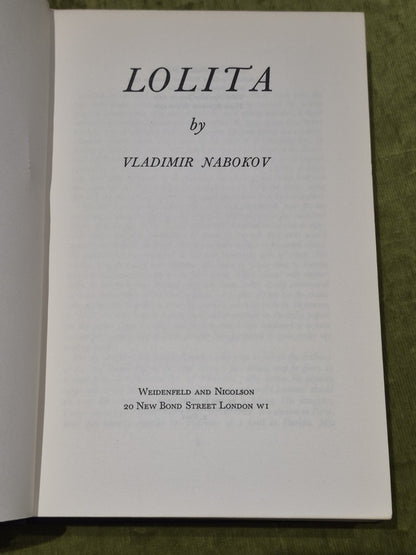 LOLITA
by
VLADIMIR NABOKOV
Weidenfeld and Nicolson
20 New Bond Street London W1